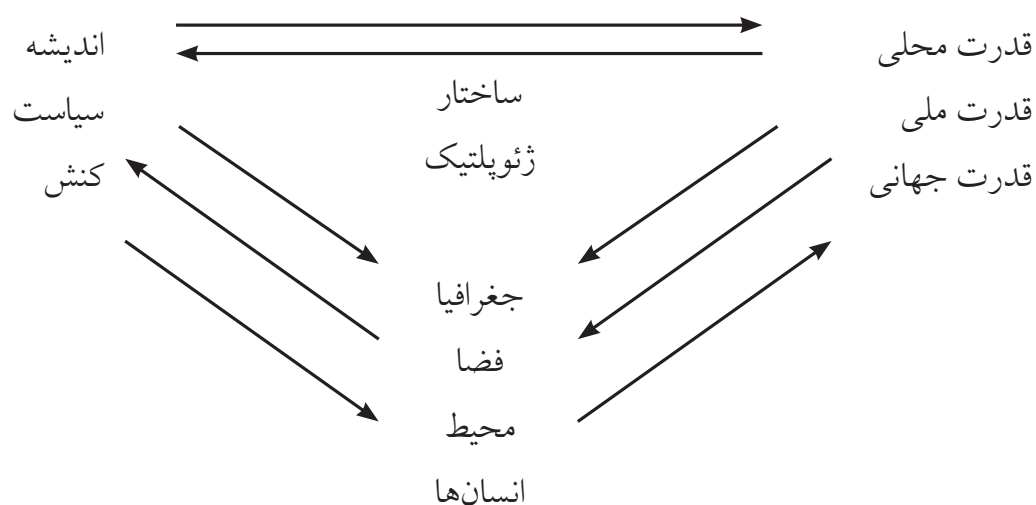 قدرت محلی
قدرت ملی
قدرت جهانی
ساختار
ژئوپلتیک
اندیشه
سیاست
کنش
جغرافیا
فضا
محیط
انسان‌ها